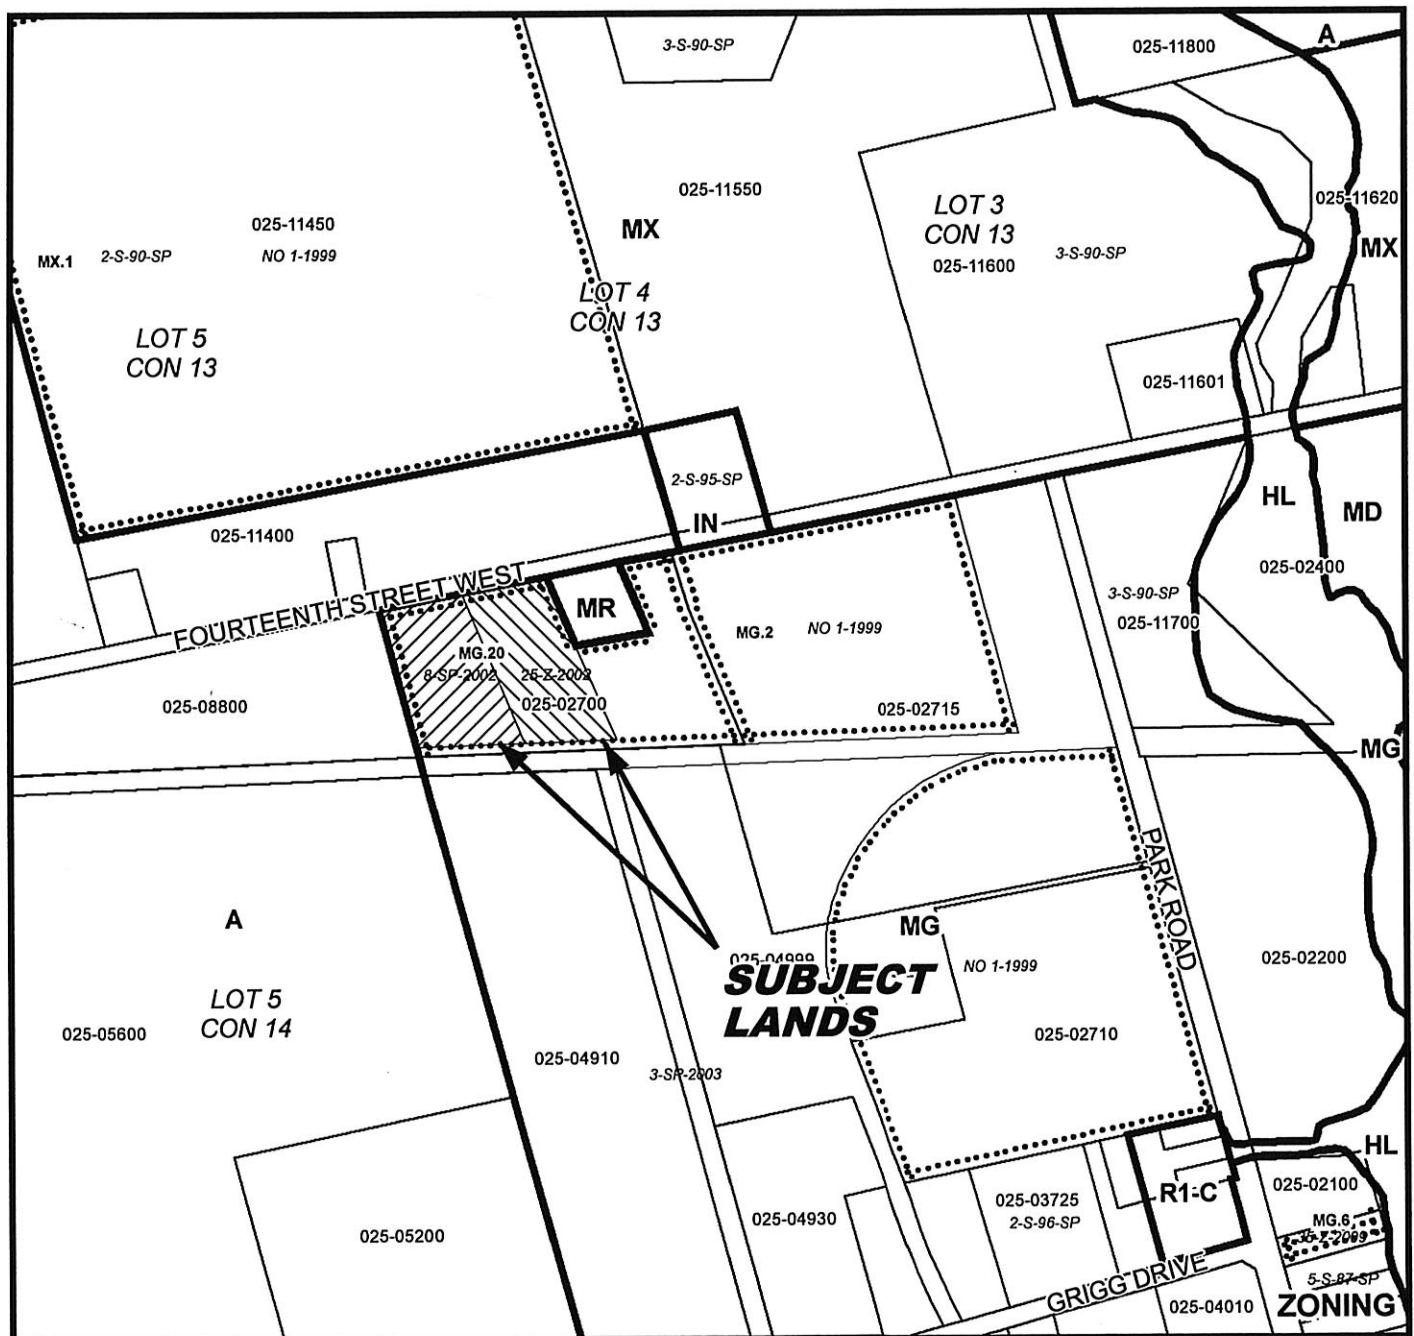 3-S-90-SP
025-11800
A
025-11550
025-11620
LOT 3
CON 13
025-11600
3-S-90-SP
025-11450
MX
MX
MX.1
2-S-90-SP
NO 1-1999
LOT 4
CON 13
LOT 5
CON 13
025-11601
2-S-95-SP
HL
MD
IN
025-11400
025-02400
FOURTEENTH STREET WEST
3-S-90-SP
025-11700
MR
MG.2
NO 1-1999
MG.20
8-SP-2002
25-Z-2002
025-02700
025-08800
025-02715
MG
PARK ROAD
A
MG
025-04999
NO 1-1999
025-02200
SUBJECT
LANDS
LOT 5
CON 14
025-05600
025-02710
025-04910
3-SP-2003
HL
025-02100
R1-C
025-03725
2-S-96-SP
025-04930
MG.6
35-Z-2009
025-05200
GRIGG DRIVE
5-S-87-SP
025-04010
ZONING